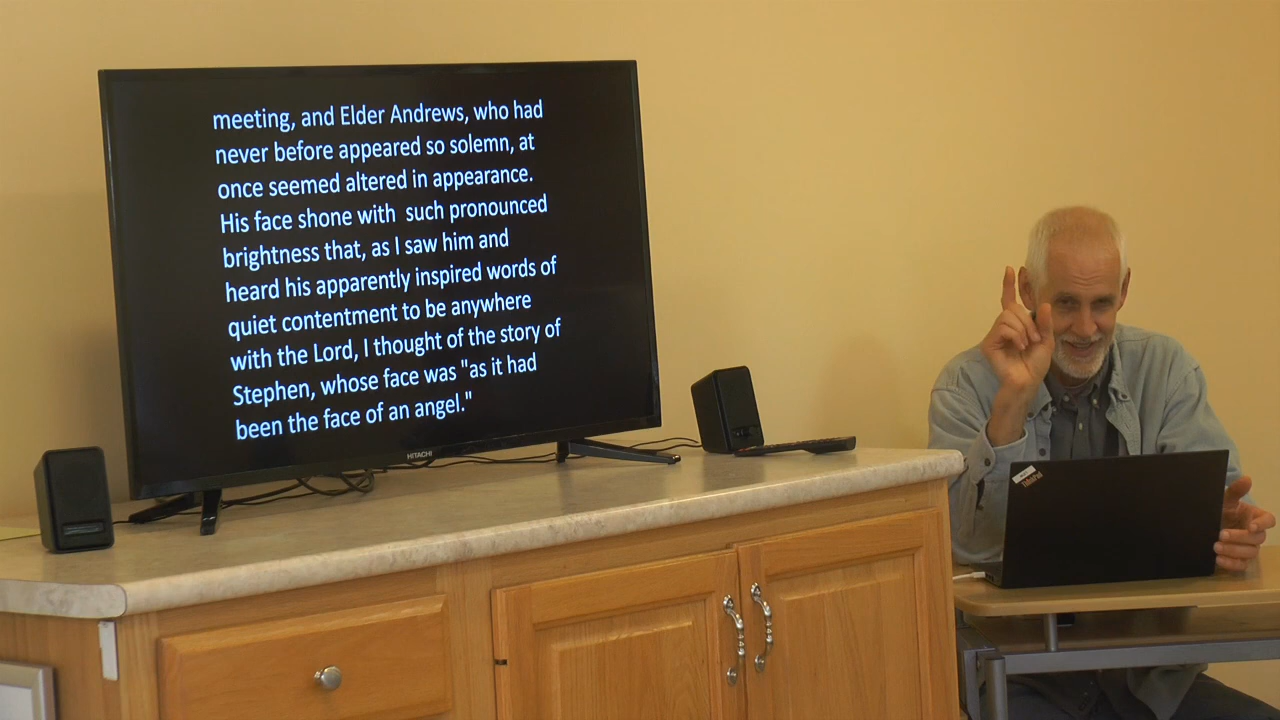 meeting, and Elder Andrews, who had
never before appeared so solemn, at
once seemed altered in appearance.
His face shone with such pronounced
brightness that, as I saw him and
heard his apparently inspired words of
quiet contentment to be anywhere
with the Lord, I thought of the story of
Stephen, whose face was "as it had
been the face of an angel."
HITACHI
ThinkPad